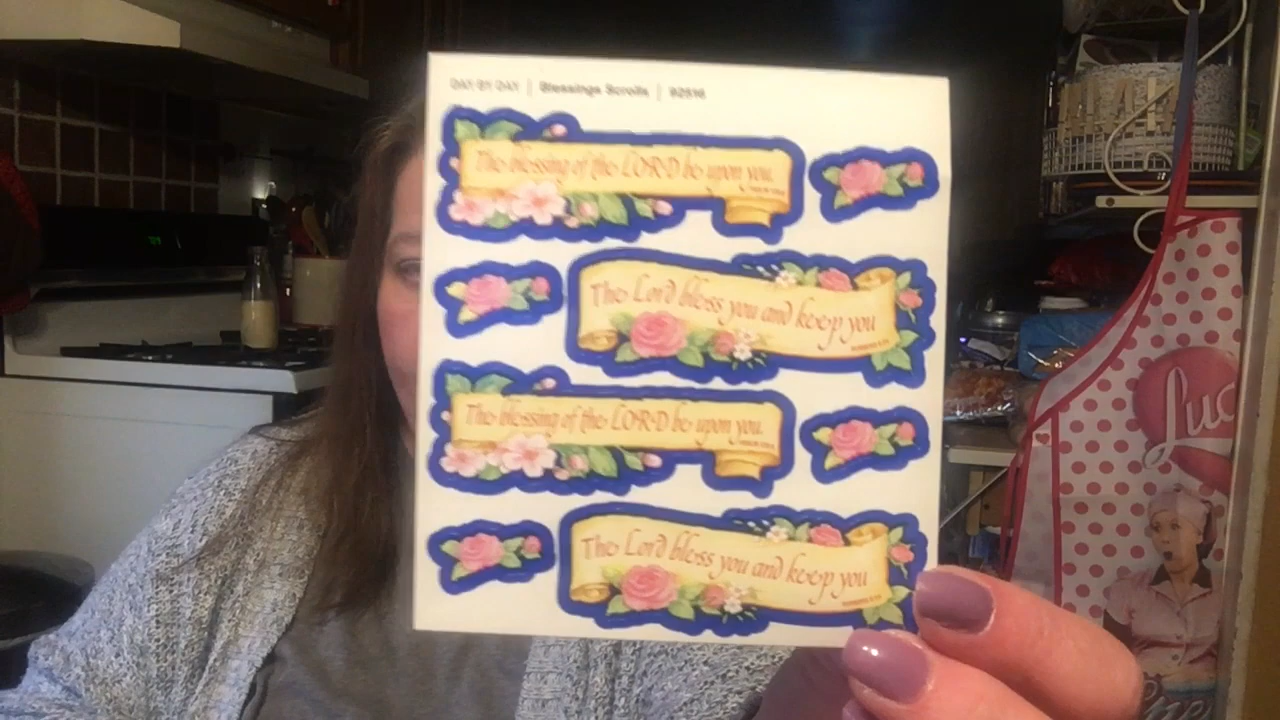 DAY BY DAY | Blessings Scrolls | 92516
The blessing of the LORD be upon you.
The Lord bless you and keep you
The blessing of the LORD be upon you.
The Lord bless you and keep you
Luc